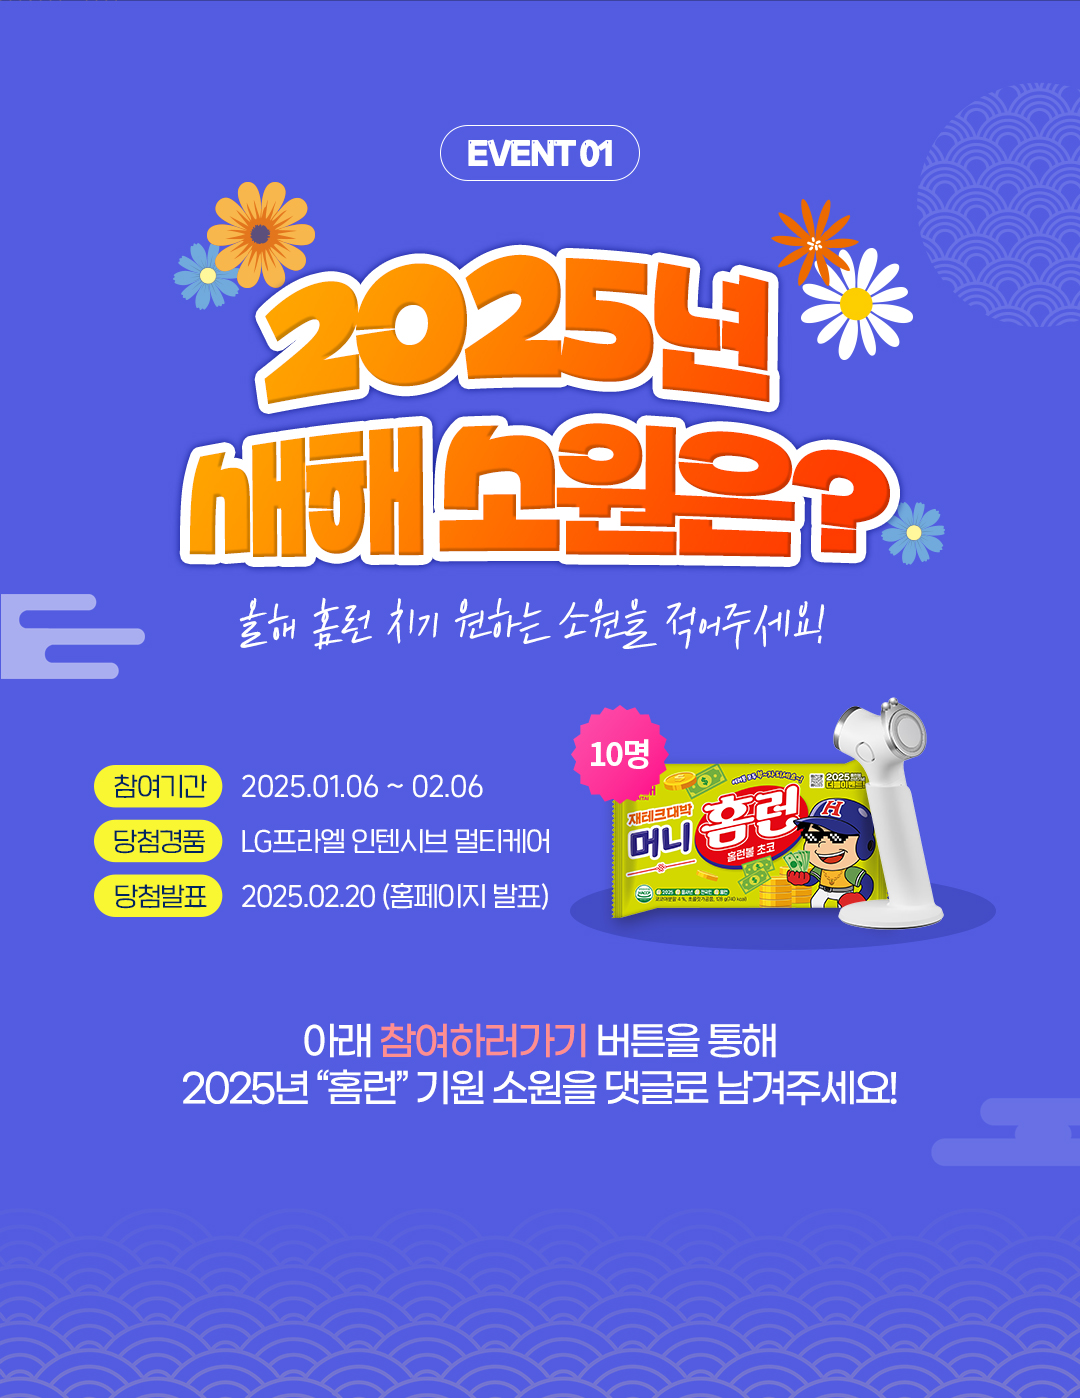 EVENT 01
2025년
새해 소원은?
올해 홈런 치기 원하는 소원을 적어주세요!
10명
참여기간 2025.01.06 ~ 02.06
당첨경품 LG프라엘 인텐시브 멀티케어
당첨발표 2025.02.20 (홈페이지 발표)
2025
재테크대박
머니
홈런
홈런볼 초코
H
아래 참여하러가기 버튼을 통해
2025년 “홈런” 기원 소원을 댓글로 남겨주세요!